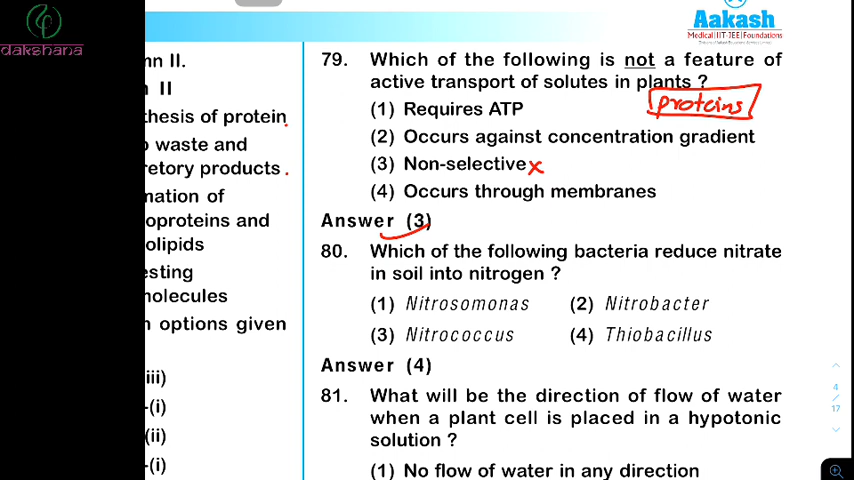 dakshana
Aakash
Medical|IIT-JEE|Foundations
nn II.
n II
thesis of protein
o waste and
retory products
nation of
oproteins and
olipids
esting
nolecules
n options given
iii)
-(i)
(ii)
-(i)
79. Which of the following is not a feature of
active transport of solutes in plants ?
proteins
(1) Requires ATP
(2) Occurs against concentration gradient
(3) Non-selective x
(4) Occurs through membranes
Answer (3)
80. Which of the following bacteria reduce nitrate
in soil into nitrogen ?
(1) Nitrosomonas (2) Nitrobacter
(3) Nitrococcus (4) Thiobacillus
Answer (4)
81. What will be the direction of flow of water
when a plant cell is placed in a hypotonic
solution ?
(1) No flow of water in any direction
4
/
17